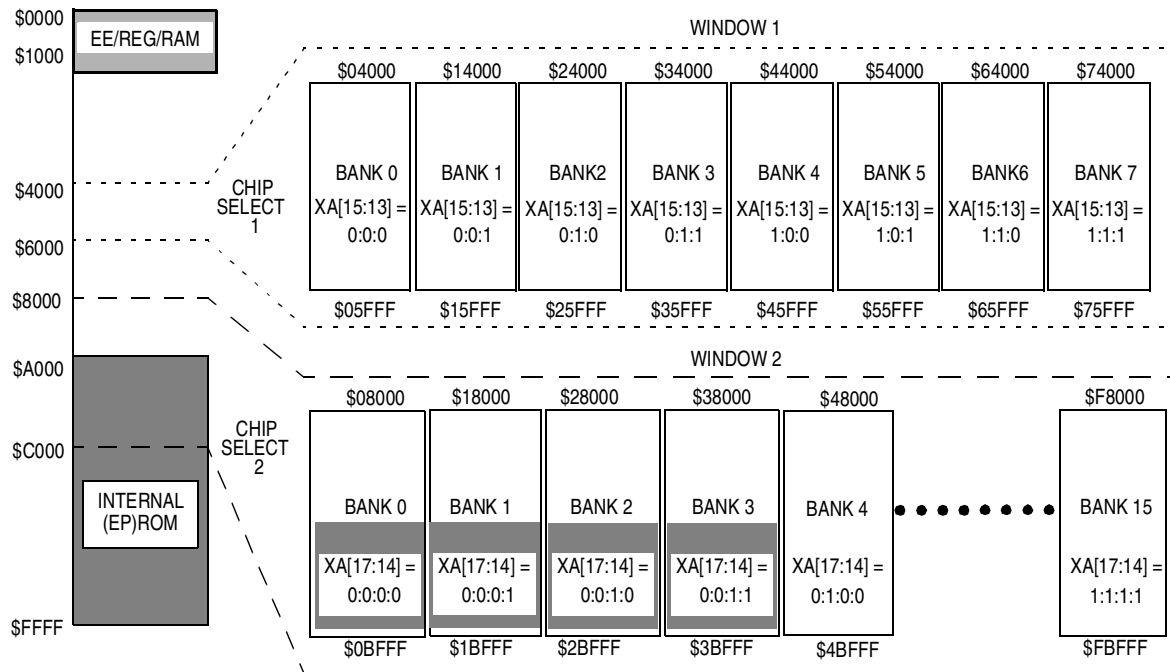 $0000
EE/REG/RAM
$1000
$4000
$6000
$8000
$A000
$C000
INTERNAL
(EP)ROM
$FFFF
CHIP
SELECT
1
CHIP
SELECT
2
WINDOW 1
$04000 $14000 $24000 $34000 $44000 $54000 $64000 $74000
BANK 0 BANK 1 BANK2 BANK 3 BANK 4 BANK 5 BANK6 BANK 7
XA[15:13] = XA[15:13] = XA[15:13] = XA[15:13] = XA[15:13] = XA[15:13] = XA[15:13] = XA[15:13] =
0:0:0 0:0:1 0:1:0 0:1:1 1:0:0 1:0:1 1:1:0 1:1:1
$05FFF $15FFF $25FFF $35FFF $45FFF $55FFF $65FFF $75FFF
WINDOW 2
$08000 $18000 $28000 $38000 $48000 $F8000
BANK 0 BANK 1 BANK 2 BANK 3 BANK 4 BANK 15
XA[17:14] = XA[17:14] = XA[17:14] = XA[17:14] = XA[17:14] = XA[17:14] =
0:0:0:0 0:0:0:1 0:0:1:0 0:0:1:1 0:1:0:0 1:1:1:1
$0BFFF $1BFFF $2BFFF $3BFFF $4BFFF $FBFFF